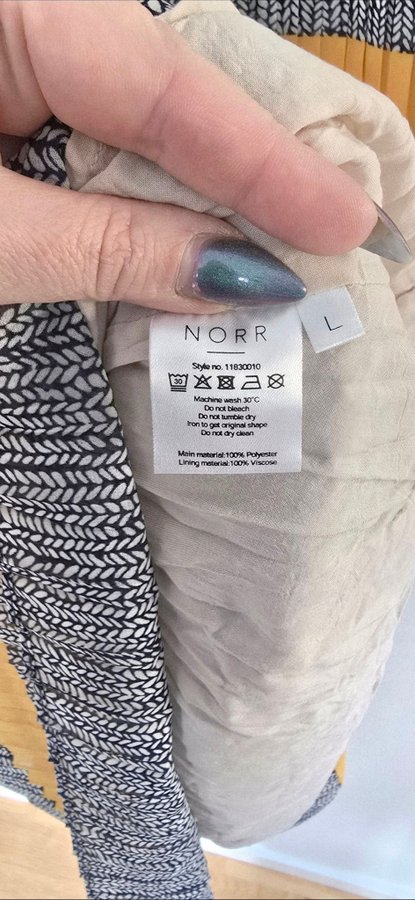 NORR
L
Style no. 11830010
30
Machine wash 30°C
Do not bleach
Do not tumble dry
Iron to get original shape
Do not dry clean
Main material:100% Polyester
Lining material:100% Viscose